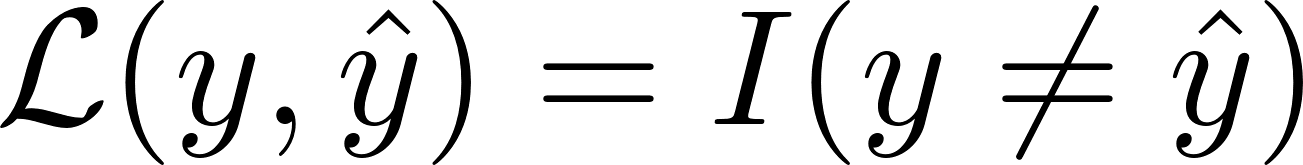 ℒ(y, ŷ) = I(y ≠ ŷ)